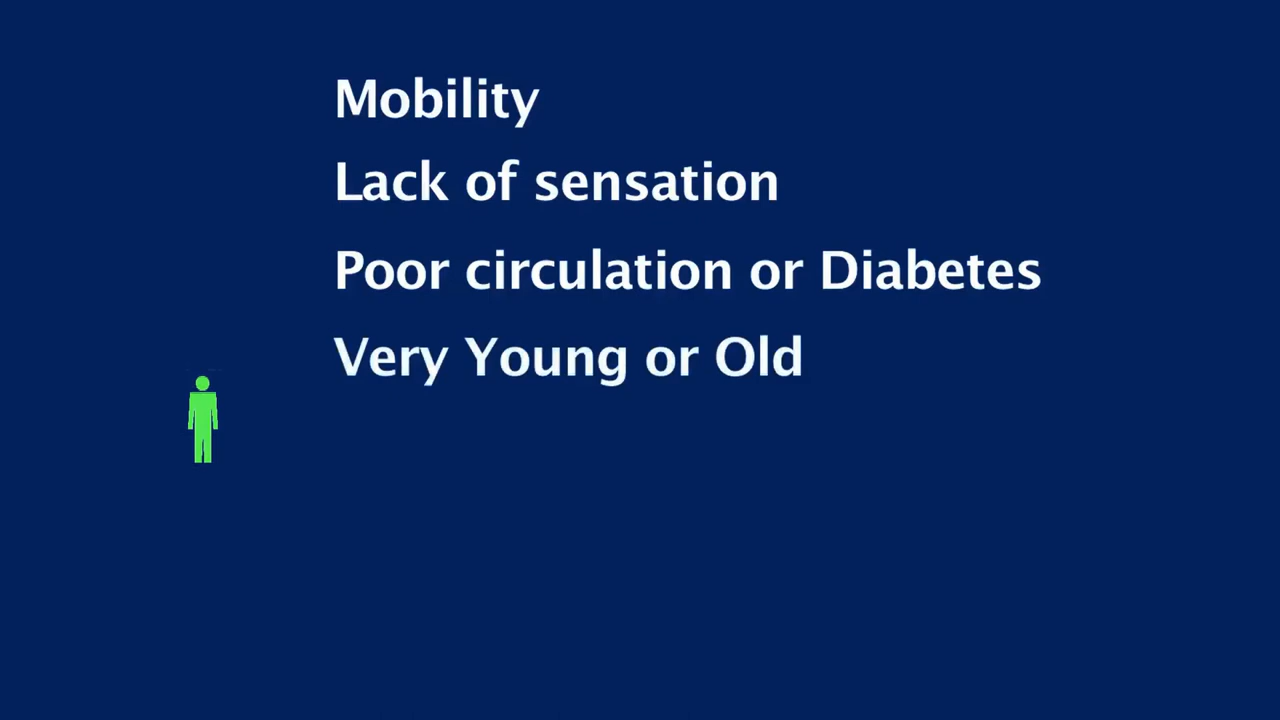 Mobility
Lack of sensation
Poor circulation or Diabetes
Very Young or Old